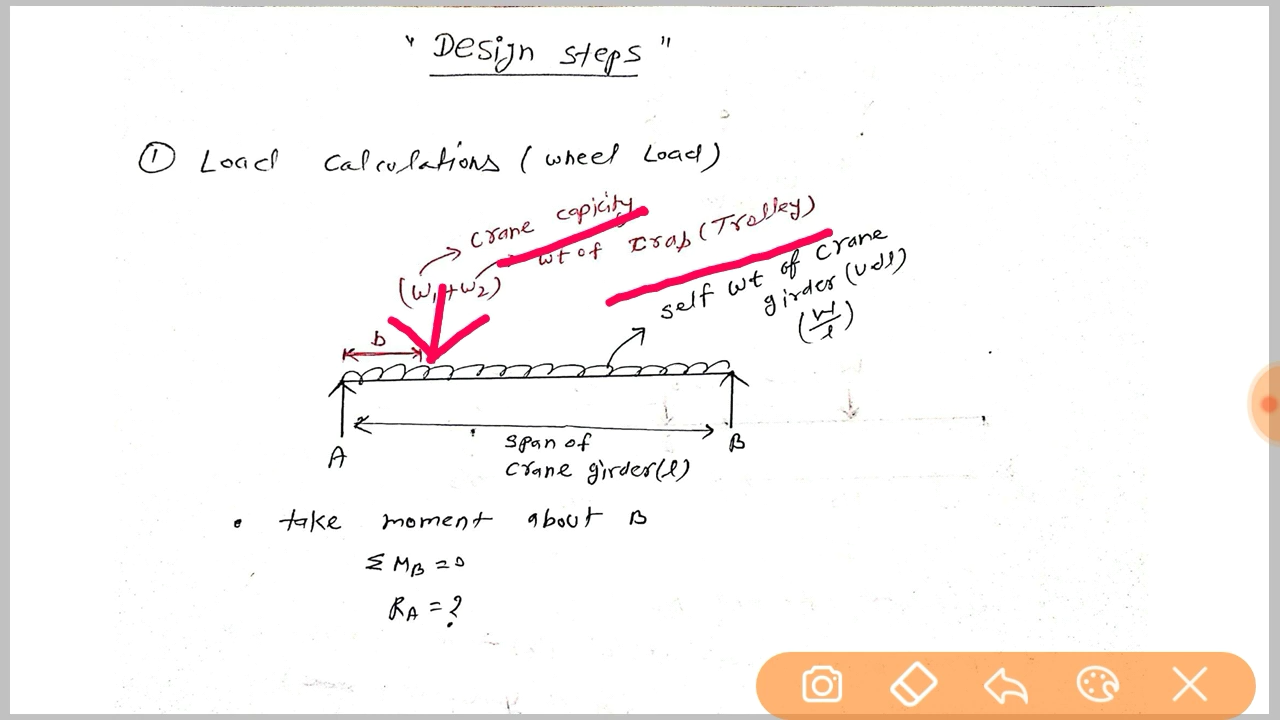 " Design steps "
① Load calculations ( wheel Load )
crane capicity
wt of crab ( Trolley )
self wt of crane
girder ( Udl )
( W/l )
( W1 + W2 )
b
A
B
span of
crane girder ( l )
• take moment about B
Σ MB = 0
RA = ?